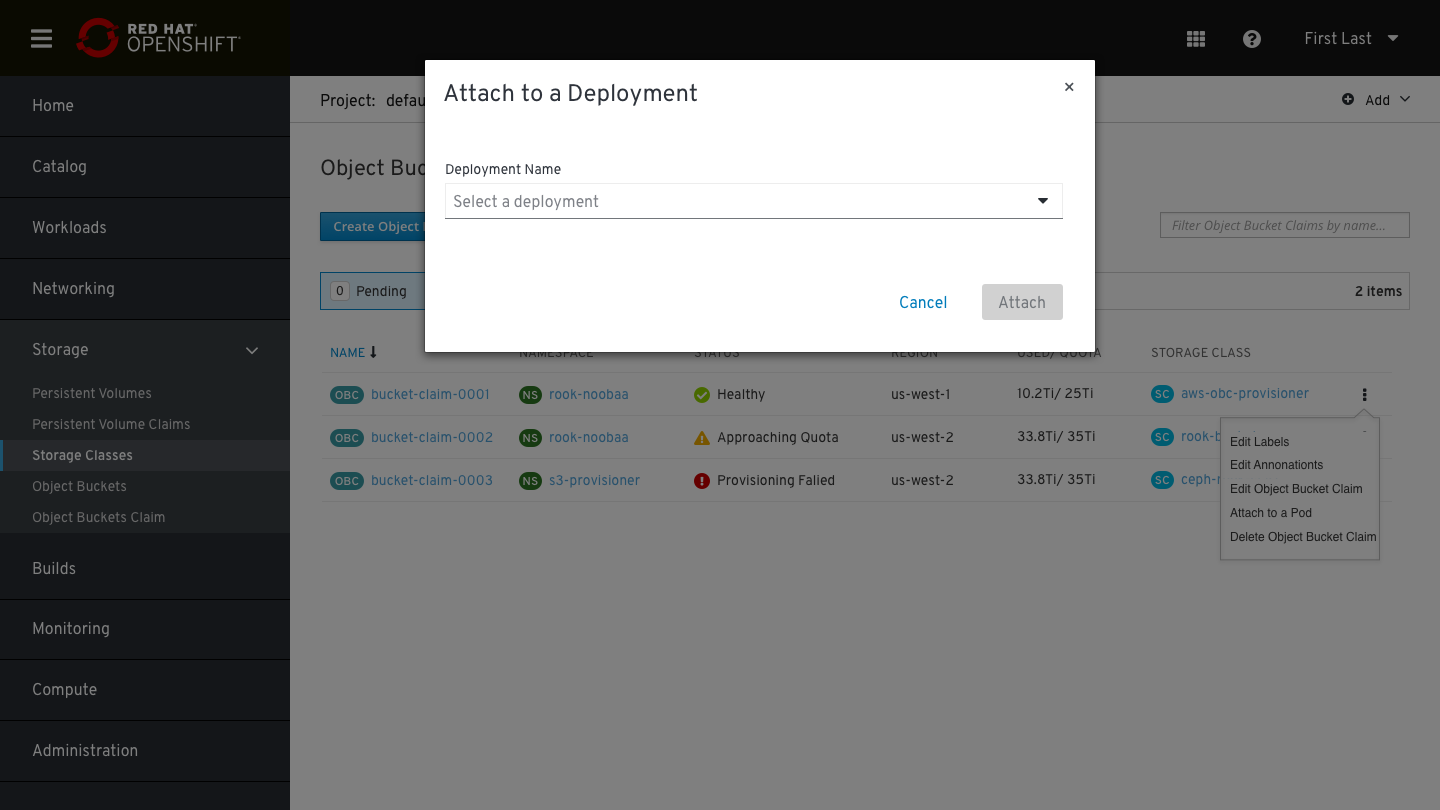 RED HAT
OPENSHIFT
First Last
Home
Catalog
Workloads
Networking
Storage
Persistent Volumes
Persistent Volume Claims
Storage Classes
Object Buckets
Object Buckets Claim
Builds
Monitoring
Compute
Administration
Project: defau
Add
Object Buc
Create Object
Filter Object Bucket Claims by name...
0 Pending
2 items
Attach to a Deployment
×
Deployment Name
Select a deployment
Cancel
Attach
NAME NAMESPACE STATUS REGION USED/ QUOTA STORAGE CLASS
OBC bucket-claim-0001 NS rook-noobaa Healthy us-west-1 10.2Ti/ 25Ti SC aws-obc-provisioner
OBC bucket-claim-0002 NS rook-noobaa Approaching Quota us-west-2 33.8Ti/ 35Ti SC rook-b
OBC bucket-claim-0003 NS s3-provisioner Provisioning Falied us-west-2 33.8Ti/ 35Ti SC ceph-r
Edit Labels
Edit Annonationts
Edit Object Bucket Claim
Attach to a Pod
Delete Object Bucket Claim